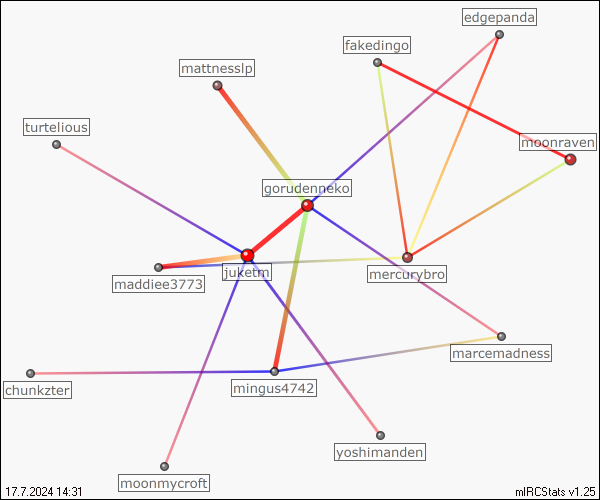 edgepanda
fakedingo
mattnesslp
turtelious
moonraven
gorudenneko
juketm
maddiee3773
mercurybro
marcemadness
mingus4742
chunkzter
yoshimanden
moonmycroft
17.7.2024 14:31
mIRCStats v1.25